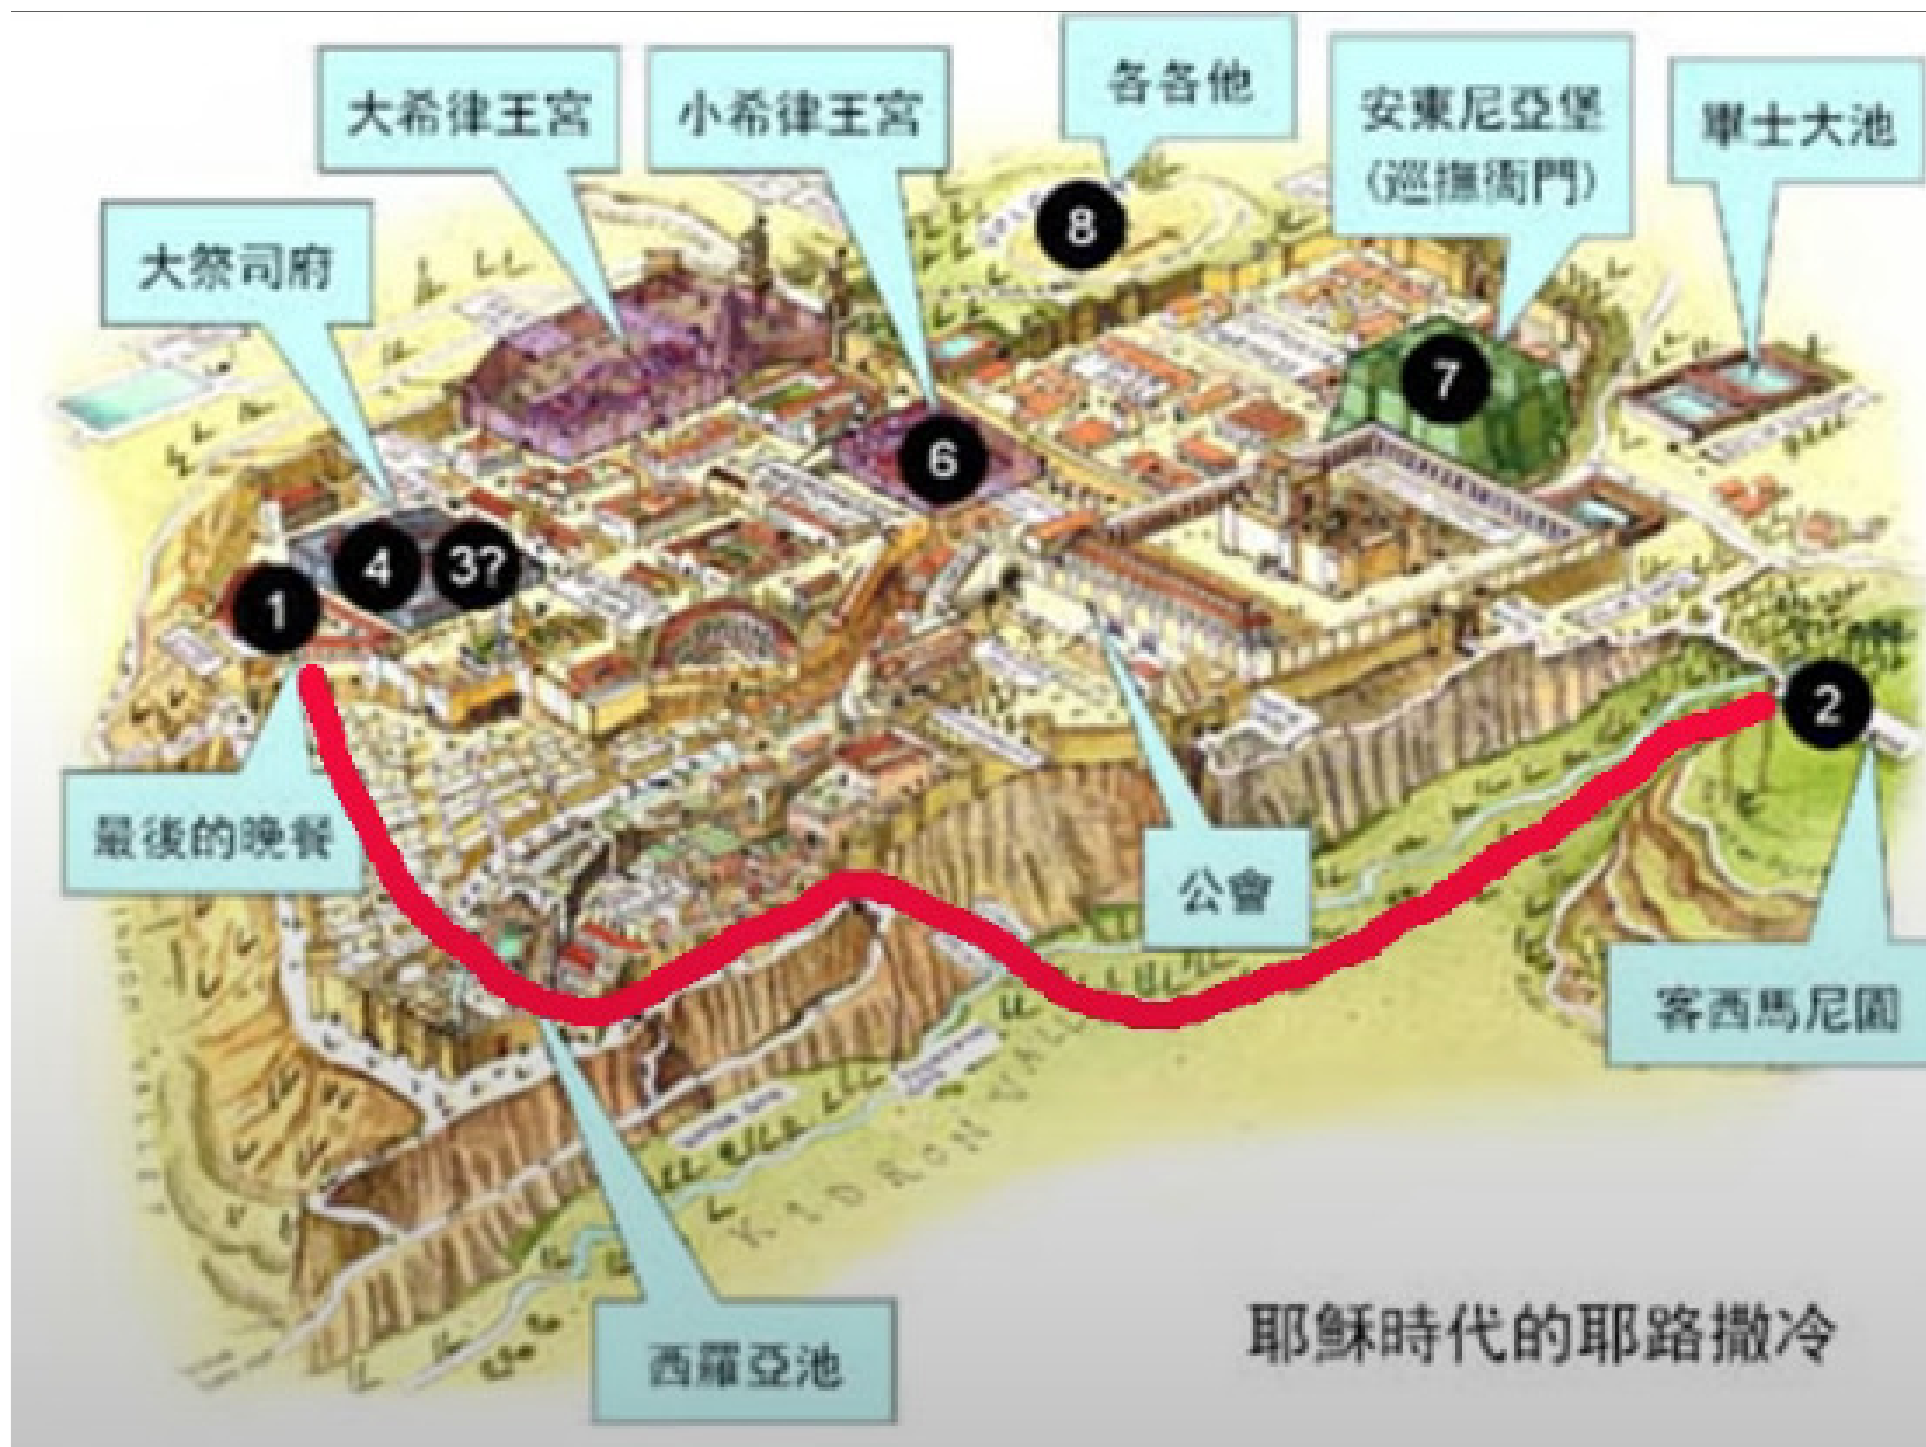 各各他
大希律王宮
小希律王宮
安東尼亞堡
(巡撫衙門)
畢士大池
大祭司府
8
7
6
4
3?
1
2
最後的晚餐
公會
客西馬尼園
KIDRON VALL
西羅亞池
耶穌時代的耶路撒冷